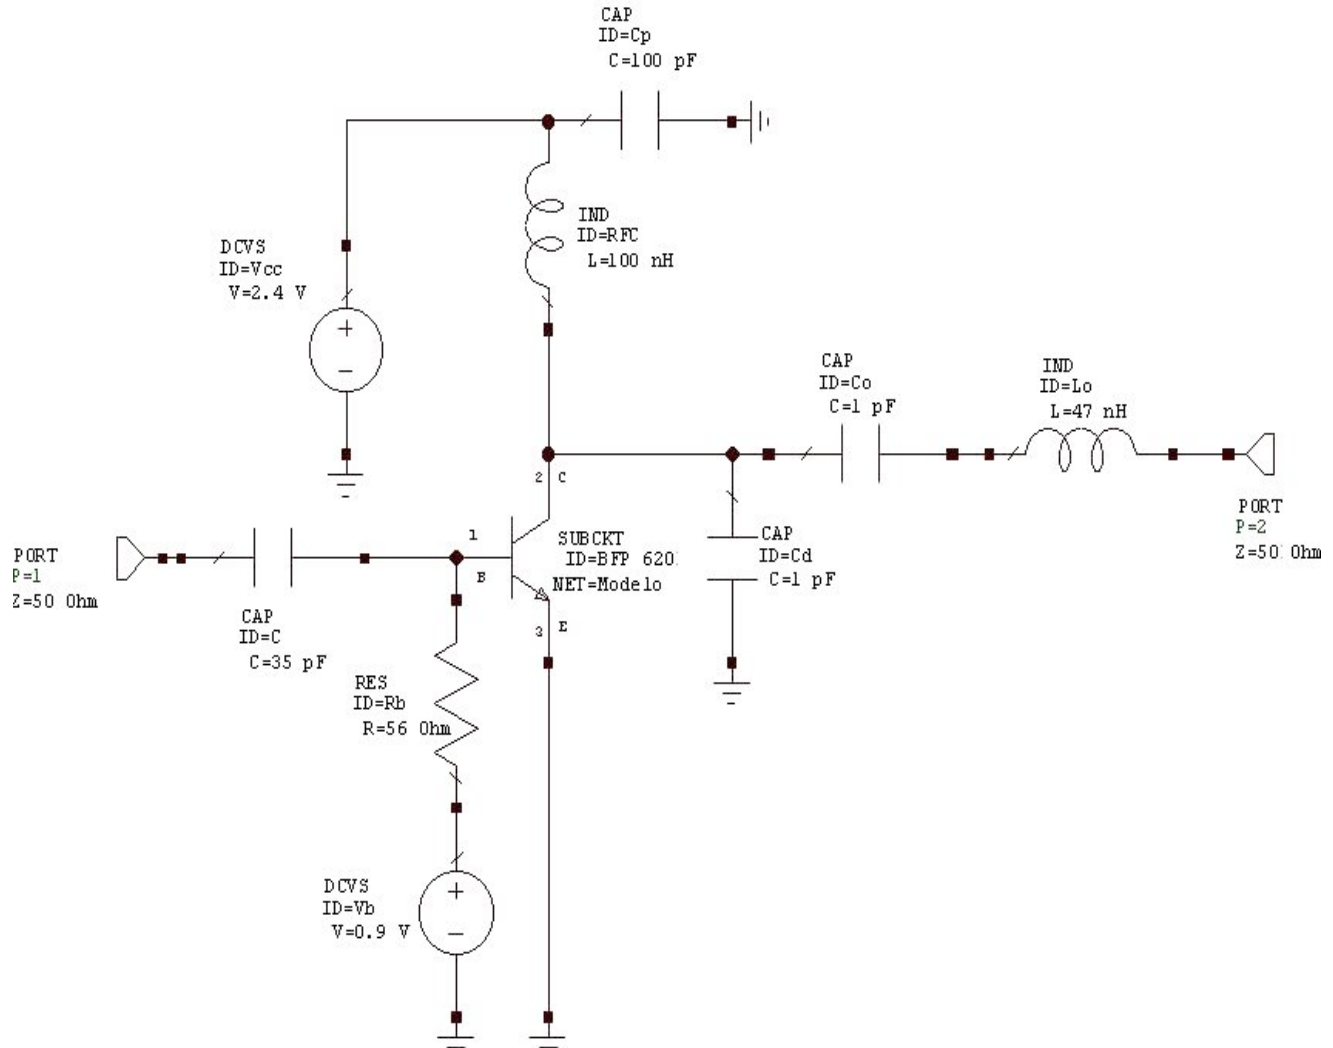 CAP
ID=Cp
C=100 pF
IND
ID=RFC
L=100 nH
DCVS
ID=Vcc
V=2.4 V
+
−
CAP
ID=Co
C=1 pF
IND
ID=Lo
L=47 nH
2 C
1
B
SUBCKT
ID=BFP 620
NET=Modelo
3 E
CAP
ID=Cd
C=1 pF
PORT
P=2
Z=50 Ohm
PORT
P=1
Z=50 Ohm
CAP
ID=C
C=35 pF
RES
ID=Rb
R=56 Ohm
DCVS
ID=Vb
V=0.9 V
+
−